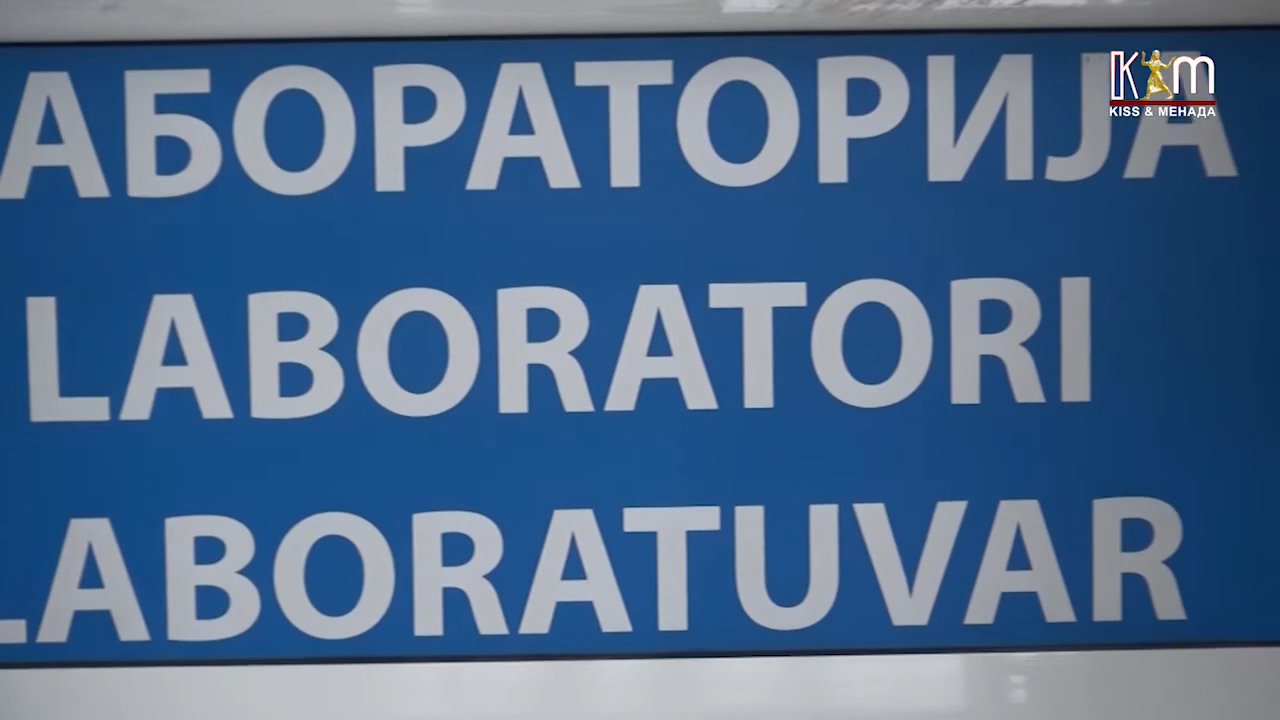 АБОРАТОРИЈА
LABORATORI
LABORATUVAR
K m
KISS & МЕНАДА